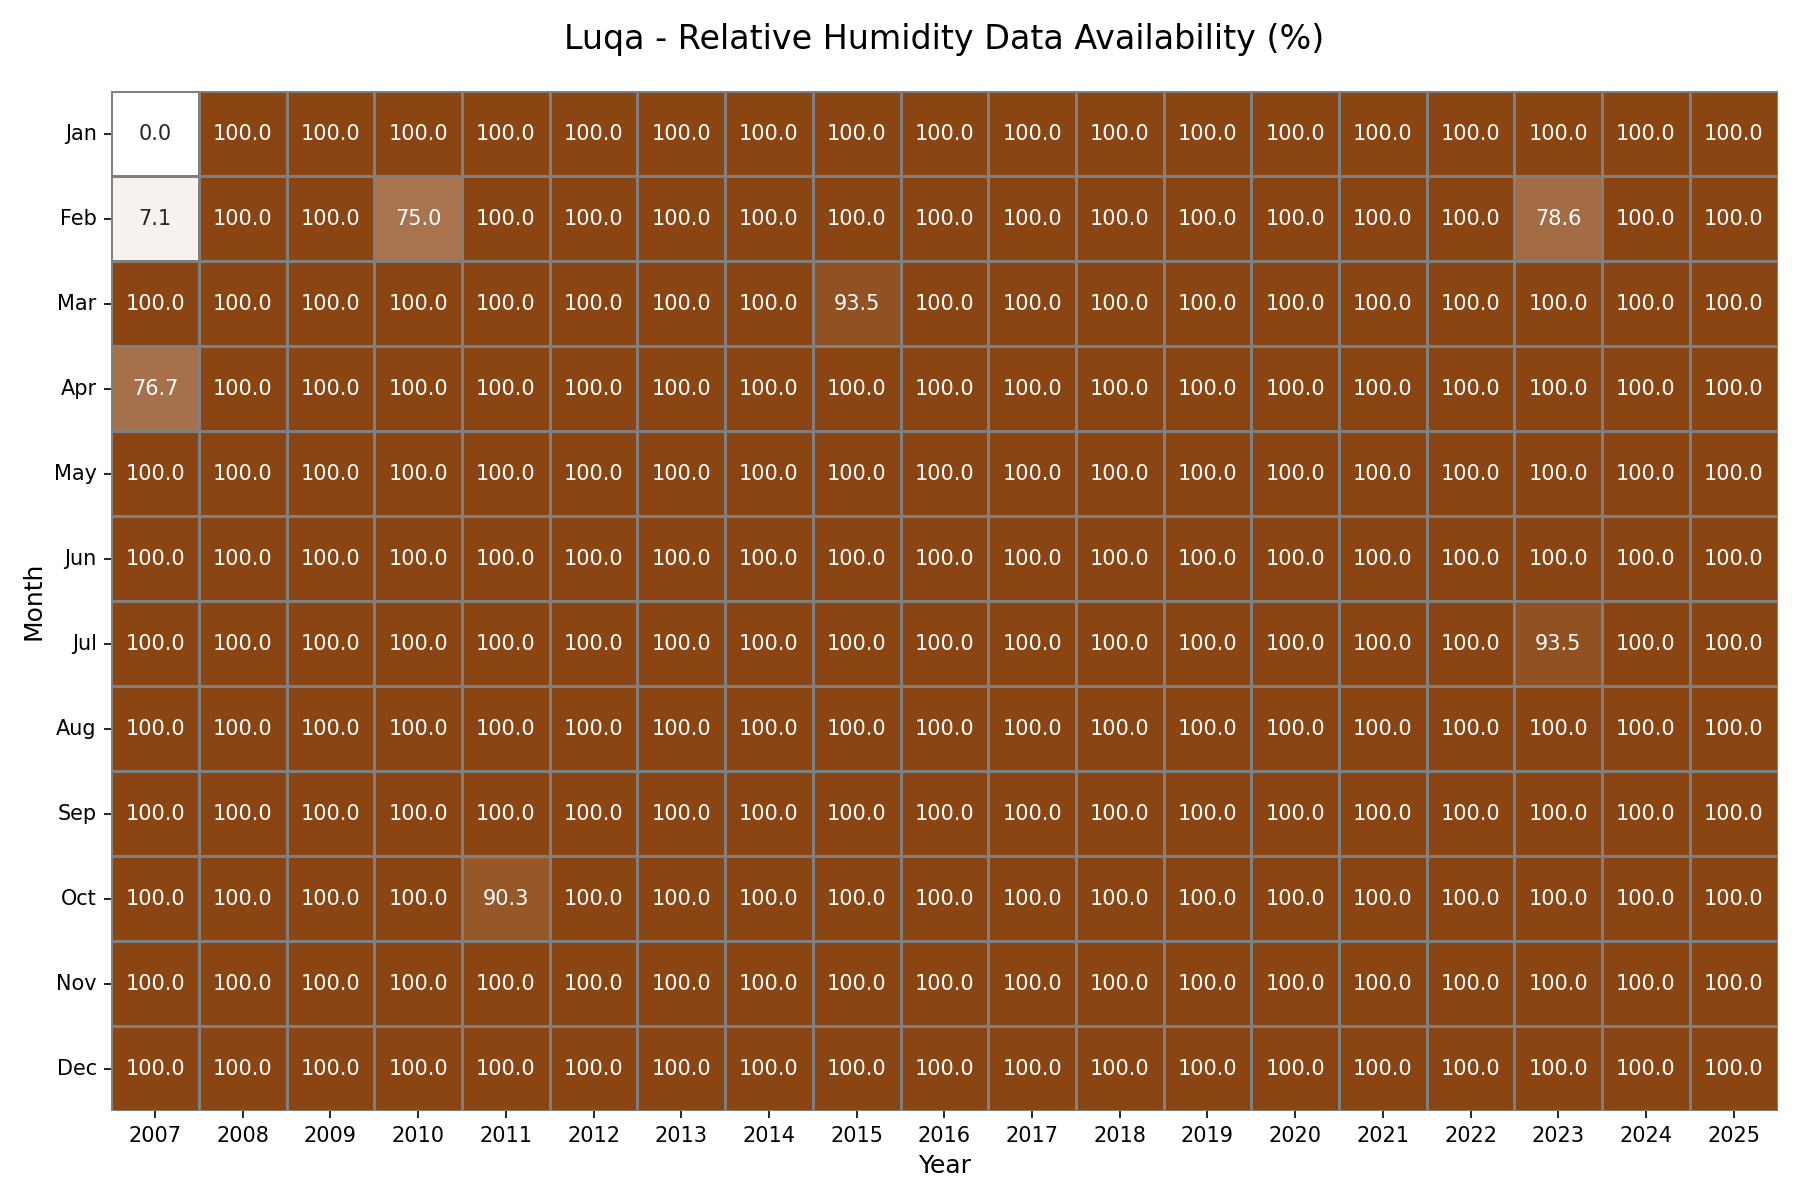 Luqa - Relative Humidity Data Availability (%)
Jan 0.0 100.0 100.0 100.0 100.0 100.0 100.0 100.0 100.0 100.0 100.0 100.0 100.0 100.0 100.0 100.0 100.0 100.0 100.0
Feb 7.1 100.0 100.0 75.0 100.0 100.0 100.0 100.0 100.0 100.0 100.0 100.0 100.0 100.0 100.0 100.0 78.6 100.0 100.0
Mar 100.0 100.0 100.0 100.0 100.0 100.0 100.0 100.0 93.5 100.0 100.0 100.0 100.0 100.0 100.0 100.0 100.0 100.0 100.0
Apr 76.7 100.0 100.0 100.0 100.0 100.0 100.0 100.0 100.0 100.0 100.0 100.0 100.0 100.0 100.0 100.0 100.0 100.0 100.0
May 100.0 100.0 100.0 100.0 100.0 100.0 100.0 100.0 100.0 100.0 100.0 100.0 100.0 100.0 100.0 100.0 100.0 100.0 100.0
Jun 100.0 100.0 100.0 100.0 100.0 100.0 100.0 100.0 100.0 100.0 100.0 100.0 100.0 100.0 100.0 100.0 100.0 100.0 100.0
Month
Jul 100.0 100.0 100.0 100.0 100.0 100.0 100.0 100.0 100.0 100.0 100.0 100.0 100.0 100.0 100.0 100.0 93.5 100.0 100.0
Aug 100.0 100.0 100.0 100.0 100.0 100.0 100.0 100.0 100.0 100.0 100.0 100.0 100.0 100.0 100.0 100.0 100.0 100.0 100.0
Sep 100.0 100.0 100.0 100.0 100.0 100.0 100.0 100.0 100.0 100.0 100.0 100.0 100.0 100.0 100.0 100.0 100.0 100.0 100.0
Oct 100.0 100.0 100.0 100.0 90.3 100.0 100.0 100.0 100.0 100.0 100.0 100.0 100.0 100.0 100.0 100.0 100.0 100.0 100.0
Nov 100.0 100.0 100.0 100.0 100.0 100.0 100.0 100.0 100.0 100.0 100.0 100.0 100.0 100.0 100.0 100.0 100.0 100.0 100.0
Dec 100.0 100.0 100.0 100.0 100.0 100.0 100.0 100.0 100.0 100.0 100.0 100.0 100.0 100.0 100.0 100.0 100.0 100.0 100.0
2007 2008 2009 2010 2011 2012 2013 2014 2015 2016 2017 2018 2019 2020 2021 2022 2023 2024 2025
Year